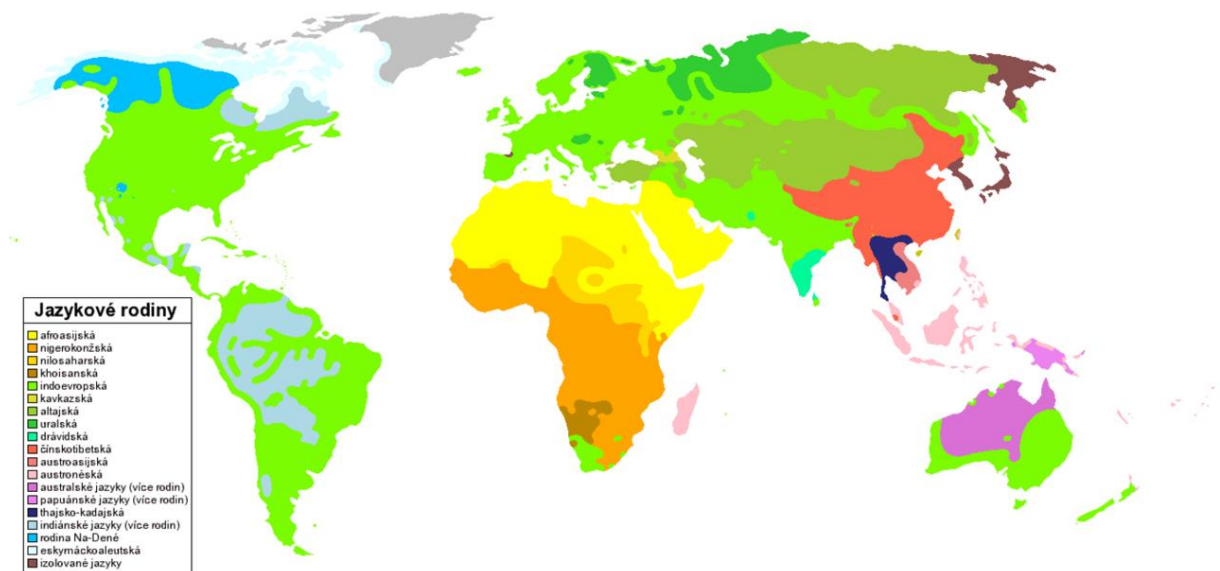 Jazykové rodiny
afroasijská
nigerokonžská
nilosaharská
khoisanská
indoevropská
kavkazská
altajská
uralská
drávidská
čínskotibetská
austroasijská
austronéská
australské jazyky (více rodin)
papuánské jazyky (více rodin)
thajsko-kadajská
indiánské jazyky (více rodin)
rodina Na-Dené
eskymáckoaleutská
izolované jazyky